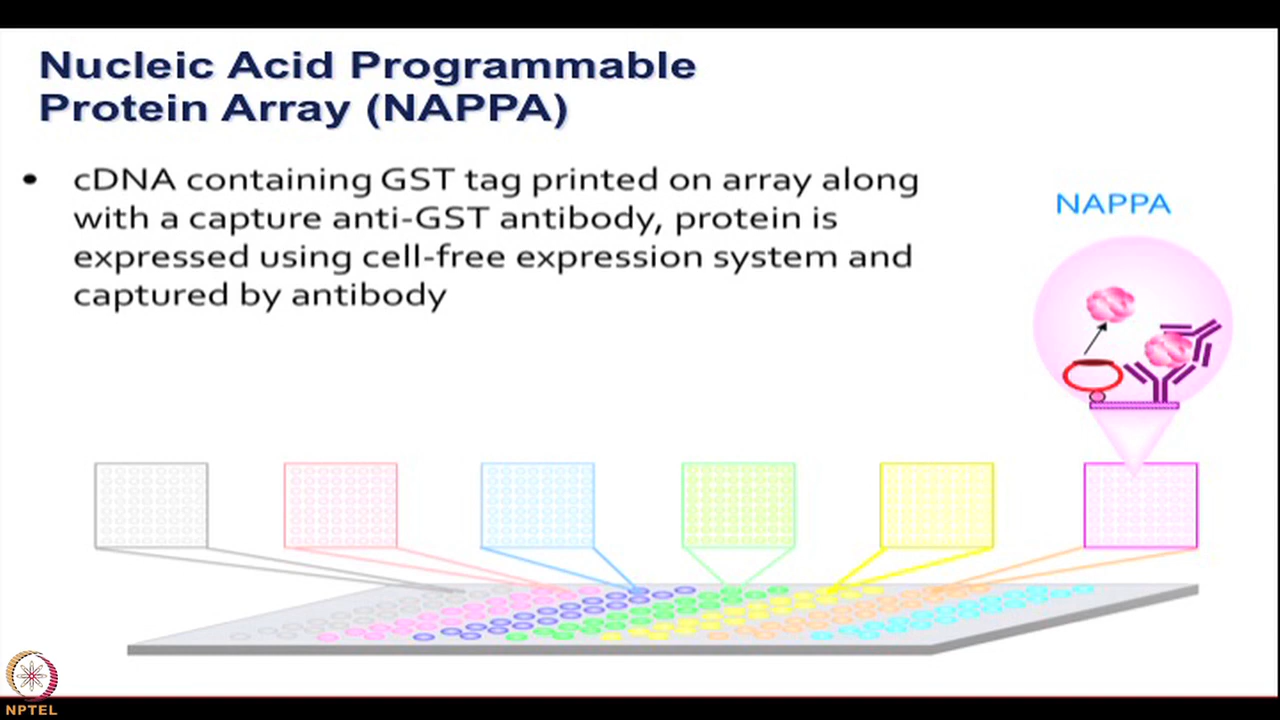 Nucleic Acid Programmable
Protein Array (NAPPA)
• cDNA containing GST tag printed on array along
with a capture anti-GST antibody, protein is
expressed using cell-free expression system and
captured by antibody
NAPPA
NPTEL